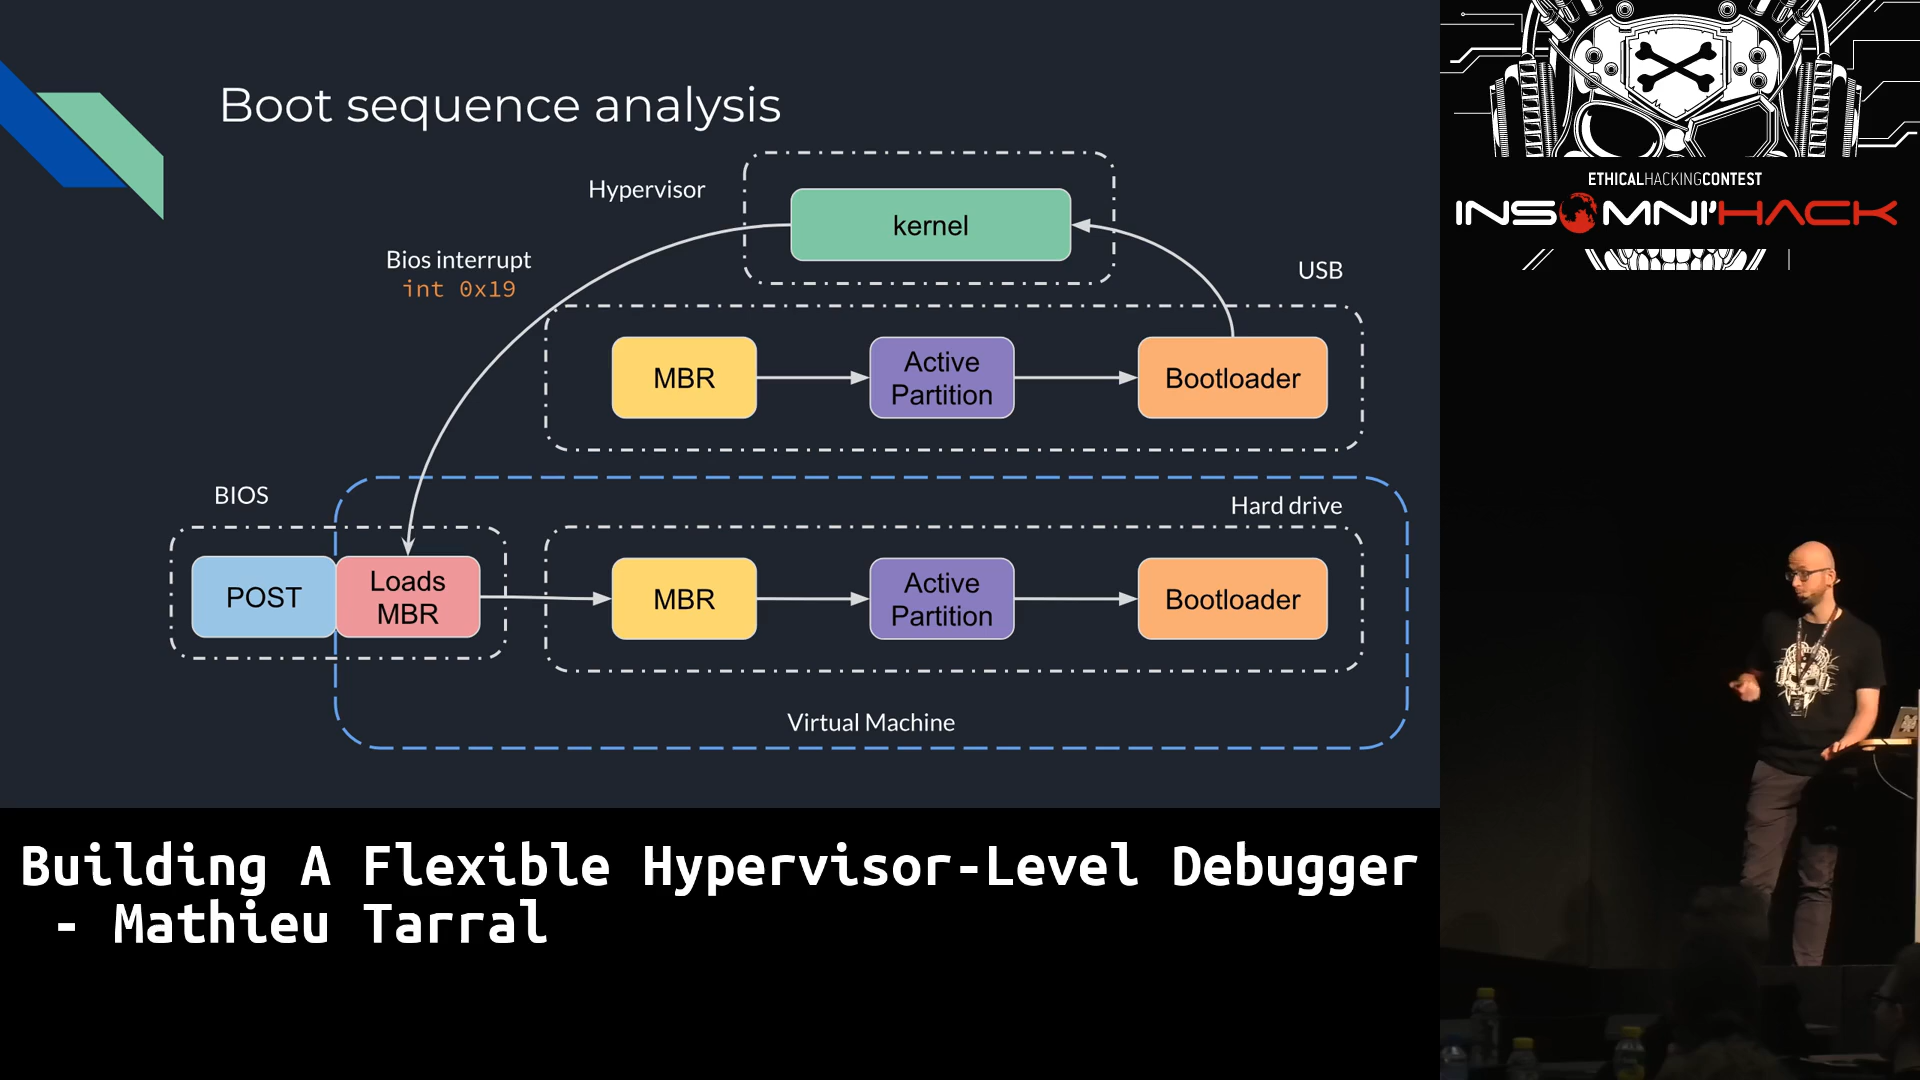 Boot sequence analysis
Hypervisor
kernel
Bios interrupt
int 0x19
USB
MBR
Active
Partition
Bootloader
BIOS
Hard drive
POST
Loads
MBR
MBR
Active
Partition
Bootloader
Virtual Machine
ETHICALHACKINGCONTEST
INSOMNI'HACK
Building A Flexible Hypervisor-Level Debugger
- Mathieu Tarral